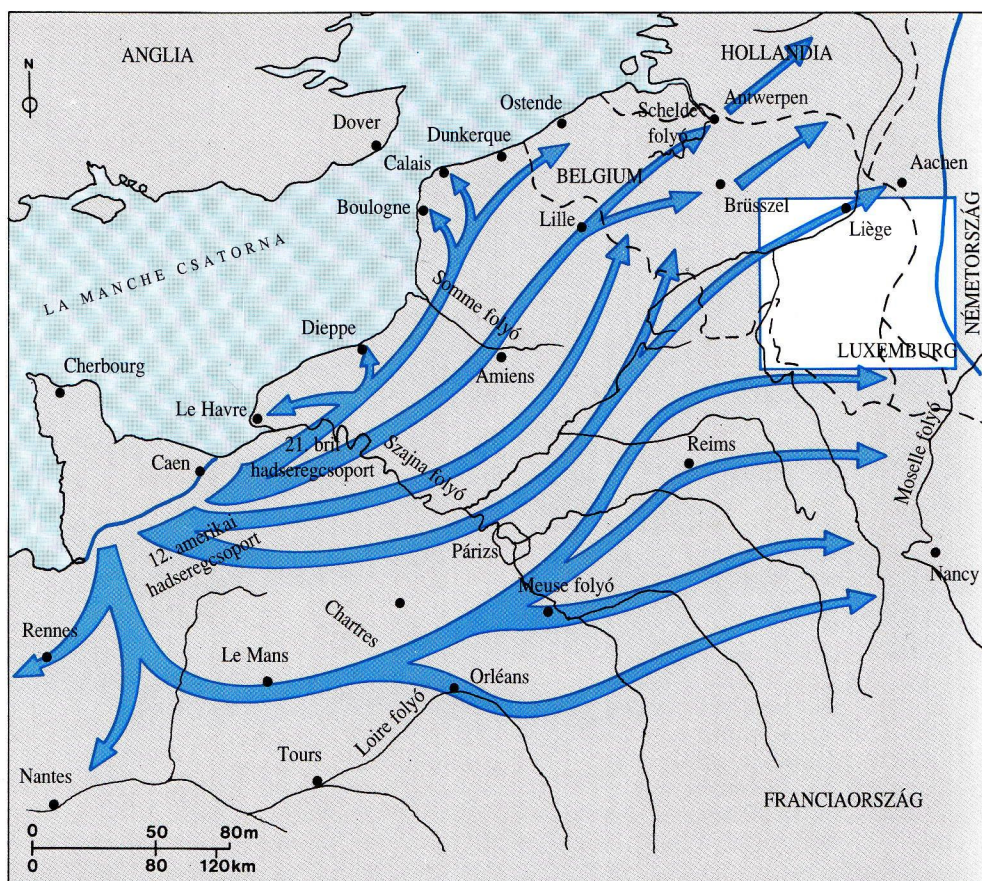 ANGLIA
HOLLANDIA
N
Ostende
Schelde
folyó
Antwerpen
Dover
Dunkerque
Calais
Aachen
BELGIUM
Boulogne
Brüsszel
Lille
Liège
NÉMETORSZÁG
LA MANCHE CSATORNA
Somme folyó
Dieppe
LUXEMBURG
Cherbourg
Amiens
Le Havre
21. brit
hadseregcsoport
Szajna folyó
Reims
Moselle folyó
Caen
12. amerikai
hadseregcsoport
Párizs
Nancy
Meuse folyó
Chartres
Rennes
Le Mans
Orléans
Loire folyó
Tours
Nantes
FRANCIAORSZÁG
0 50 80m
0 80 120km